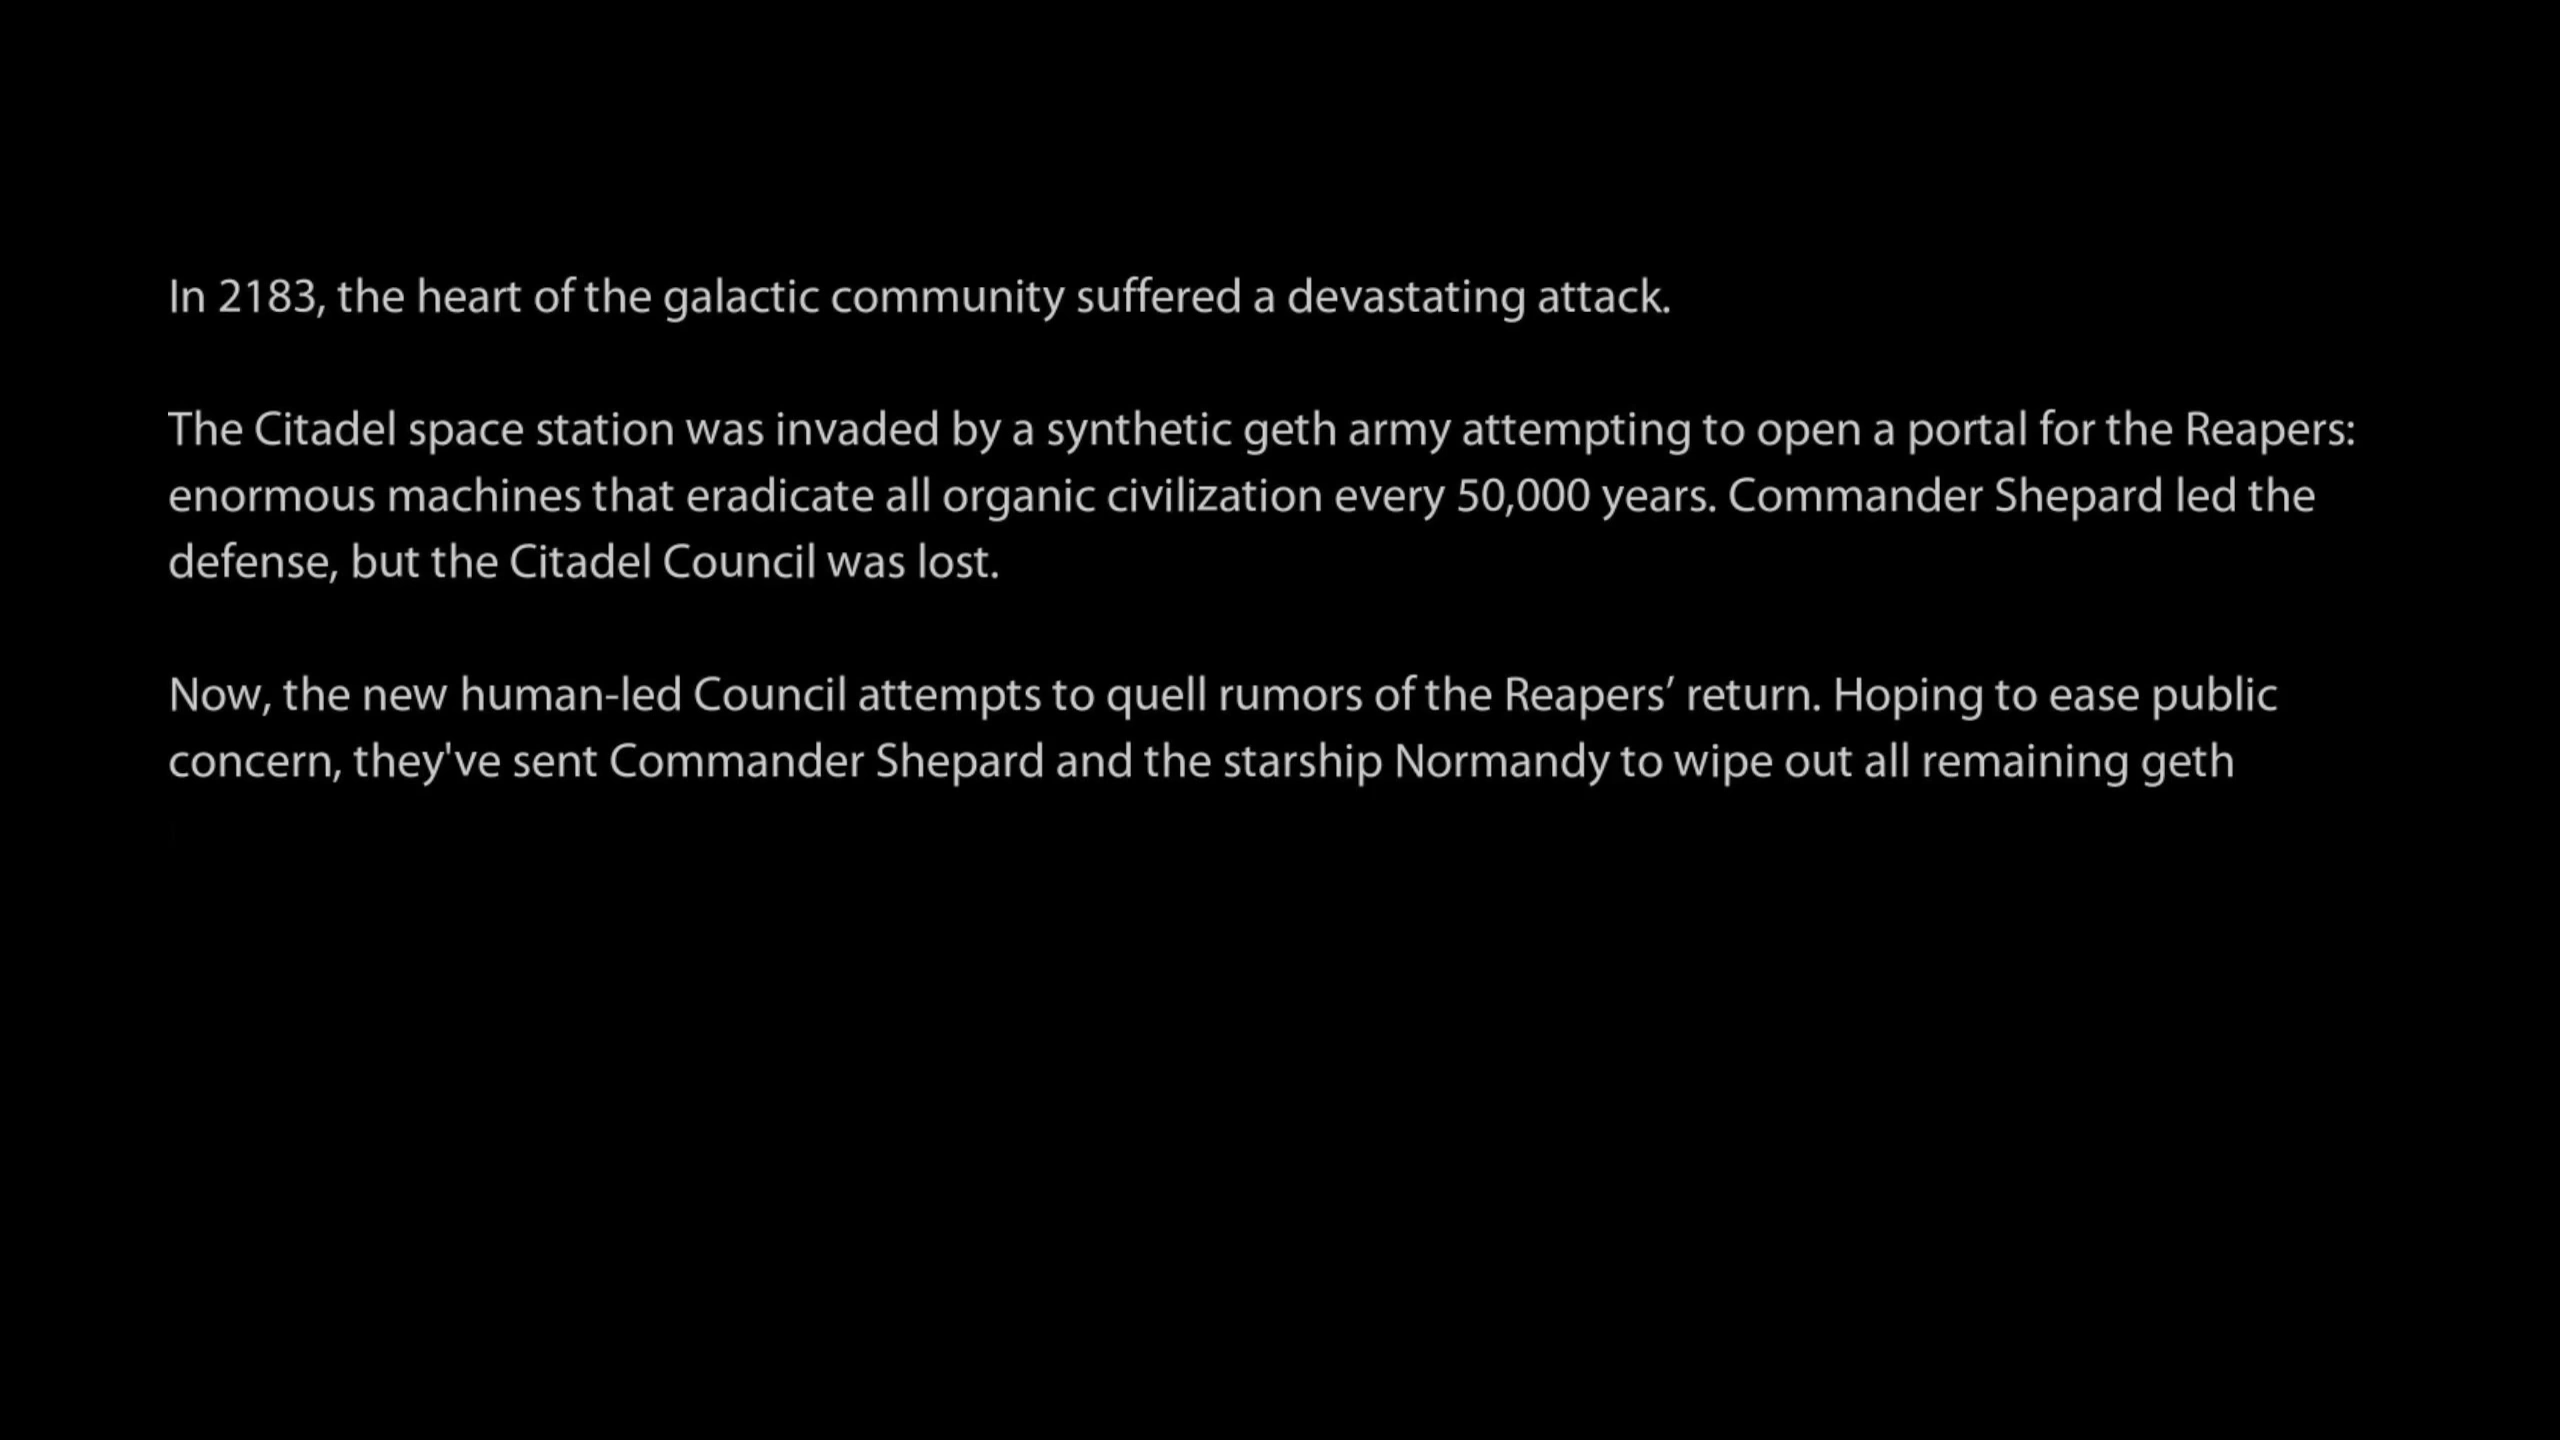 In 2183, the heart of the galactic community suffered a devastating attack.
The Citadel space station was invaded by a synthetic geth army attempting to open a portal for the Reapers:
enormous machines that eradicate all organic civilization every 50,000 years. Commander Shepard led the
defense, but the Citadel Council was lost.
Now, the new human-led Council attempts to quell rumors of the Reapers’ return. Hoping to ease public
concern, they've sent Commander Shepard and the starship Normandy to wipe out all remaining geth